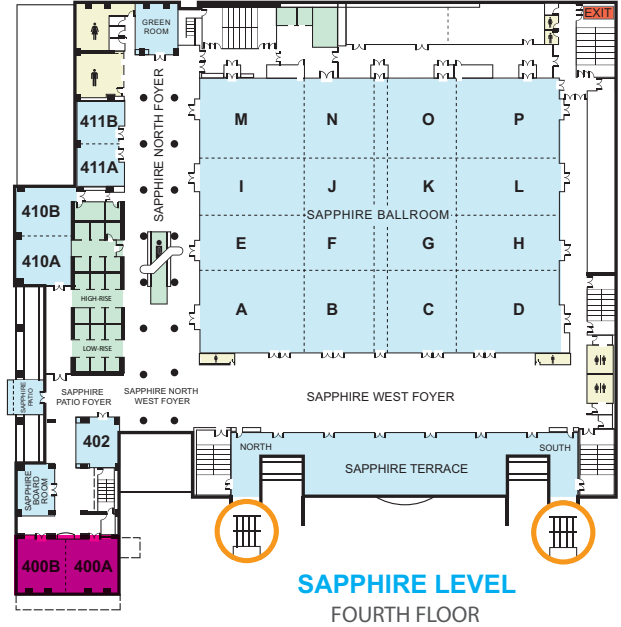 GREEN
ROOM
EXIT
SAPPHIRE NORTH FOYER
411B
411A
M
N
O
P
I
J
K
L
SAPPHIRE BALLROOM
410B
410A
E
F
G
H
HIGH-RISE
A
B
C
D
LOW-RISE
SAPPHIRE
PATIO
SAPPHIRE
PATIO FOYER
SAPPHIRE NORTH
WEST FOYER
SAPPHIRE WEST FOYER
402
NORTH
SOUTH
SAPPHIRE TERRACE
SAPPHIRE
BOARD
ROOM
400B
400A
SAPPHIRE LEVEL
FOURTH FLOOR